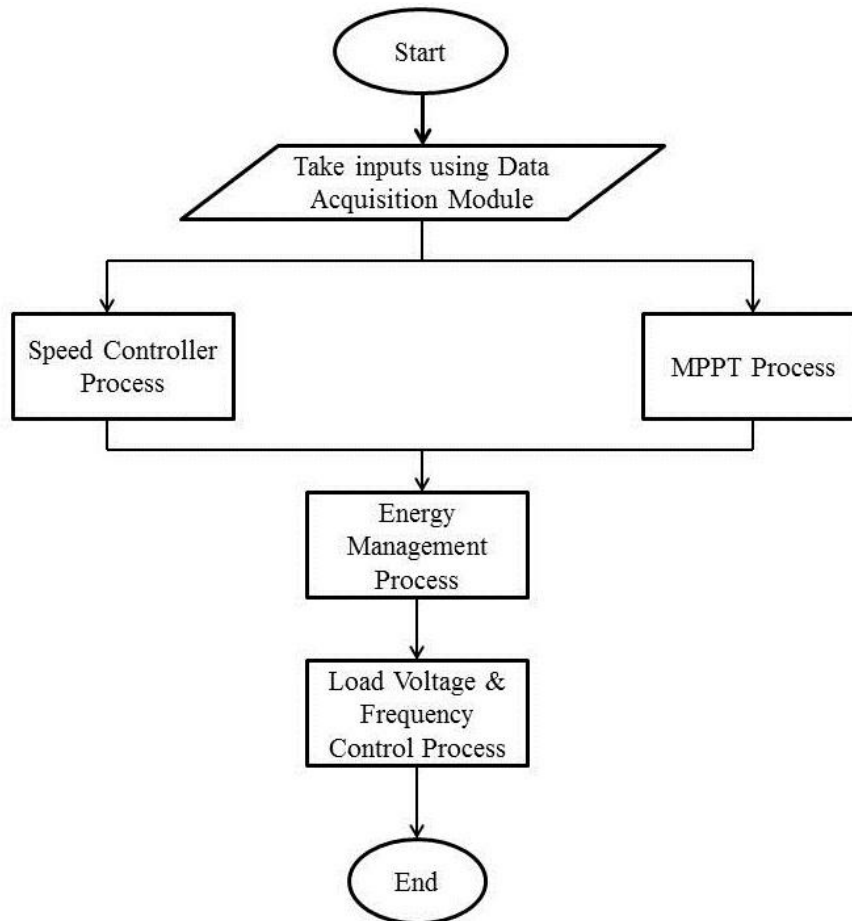 Start
Take inputs using Data
Acquisition Module
Speed Controller
Process
MPPT Process
Energy
Management
Process
Load Voltage &
Frequency
Control Process
End